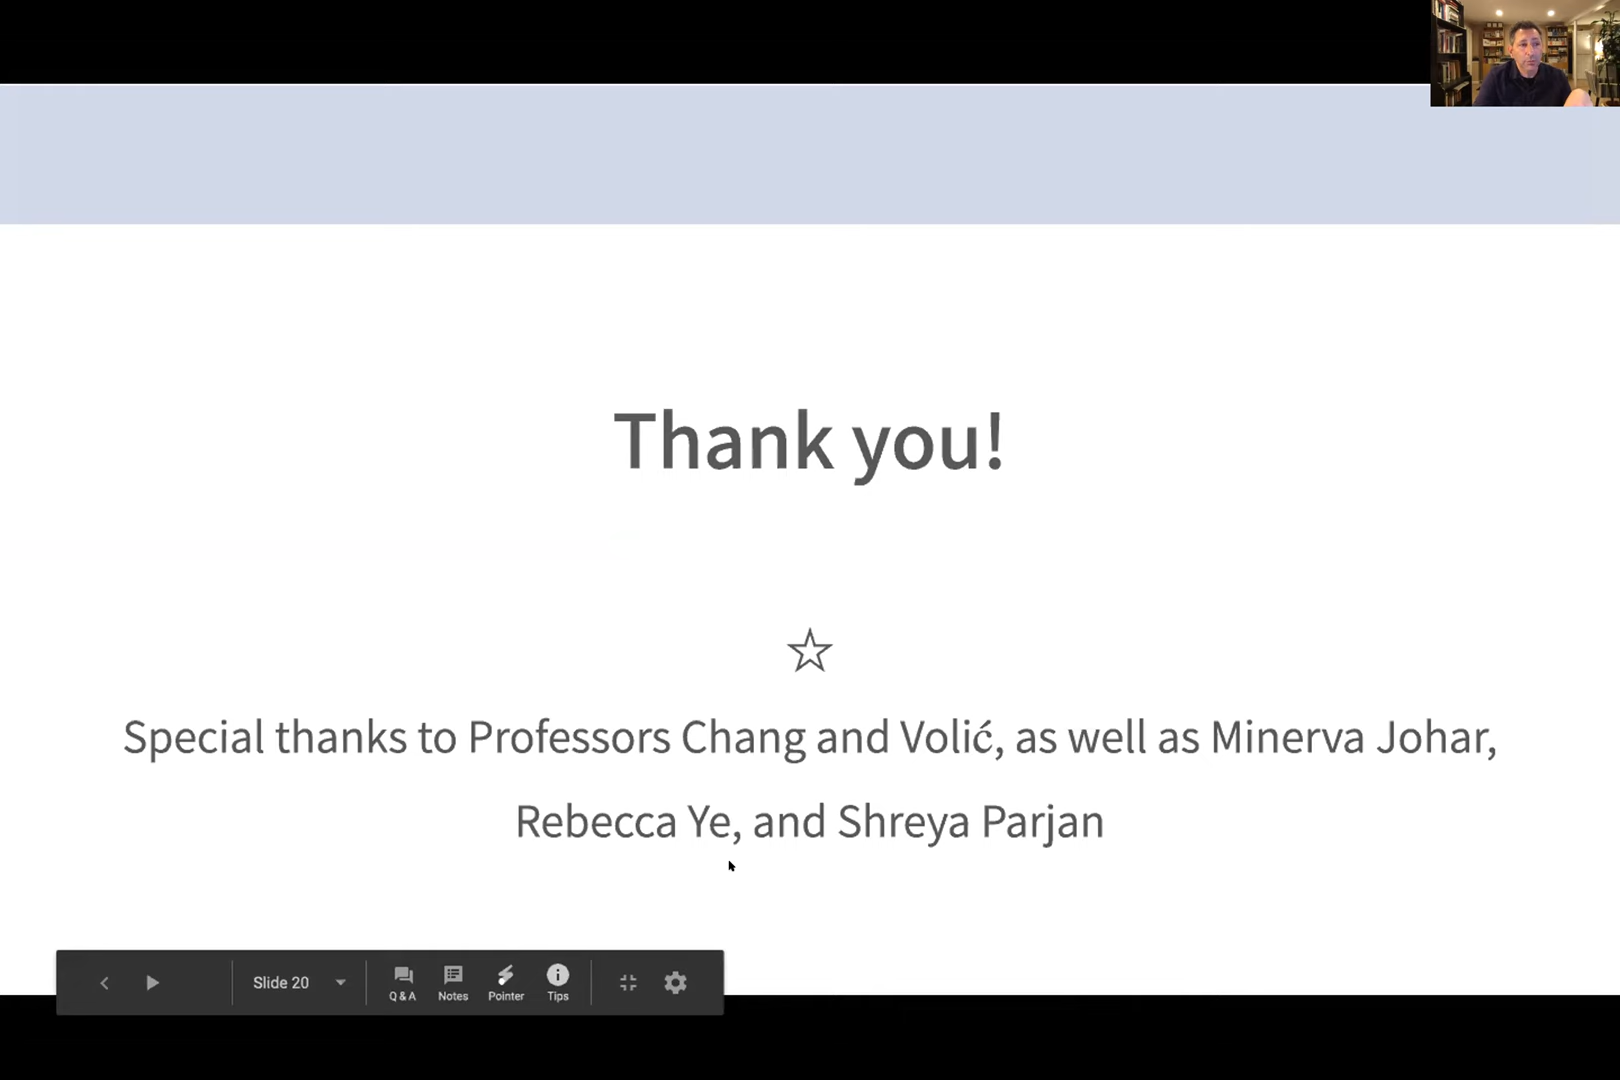 Thank you!
☆
Special thanks to Professors Chang and Volić, as well as Minerva Johar,
Rebecca Ye, and Shreya Parjan
Slide 20
Q & A
Notes
Pointer
Tips